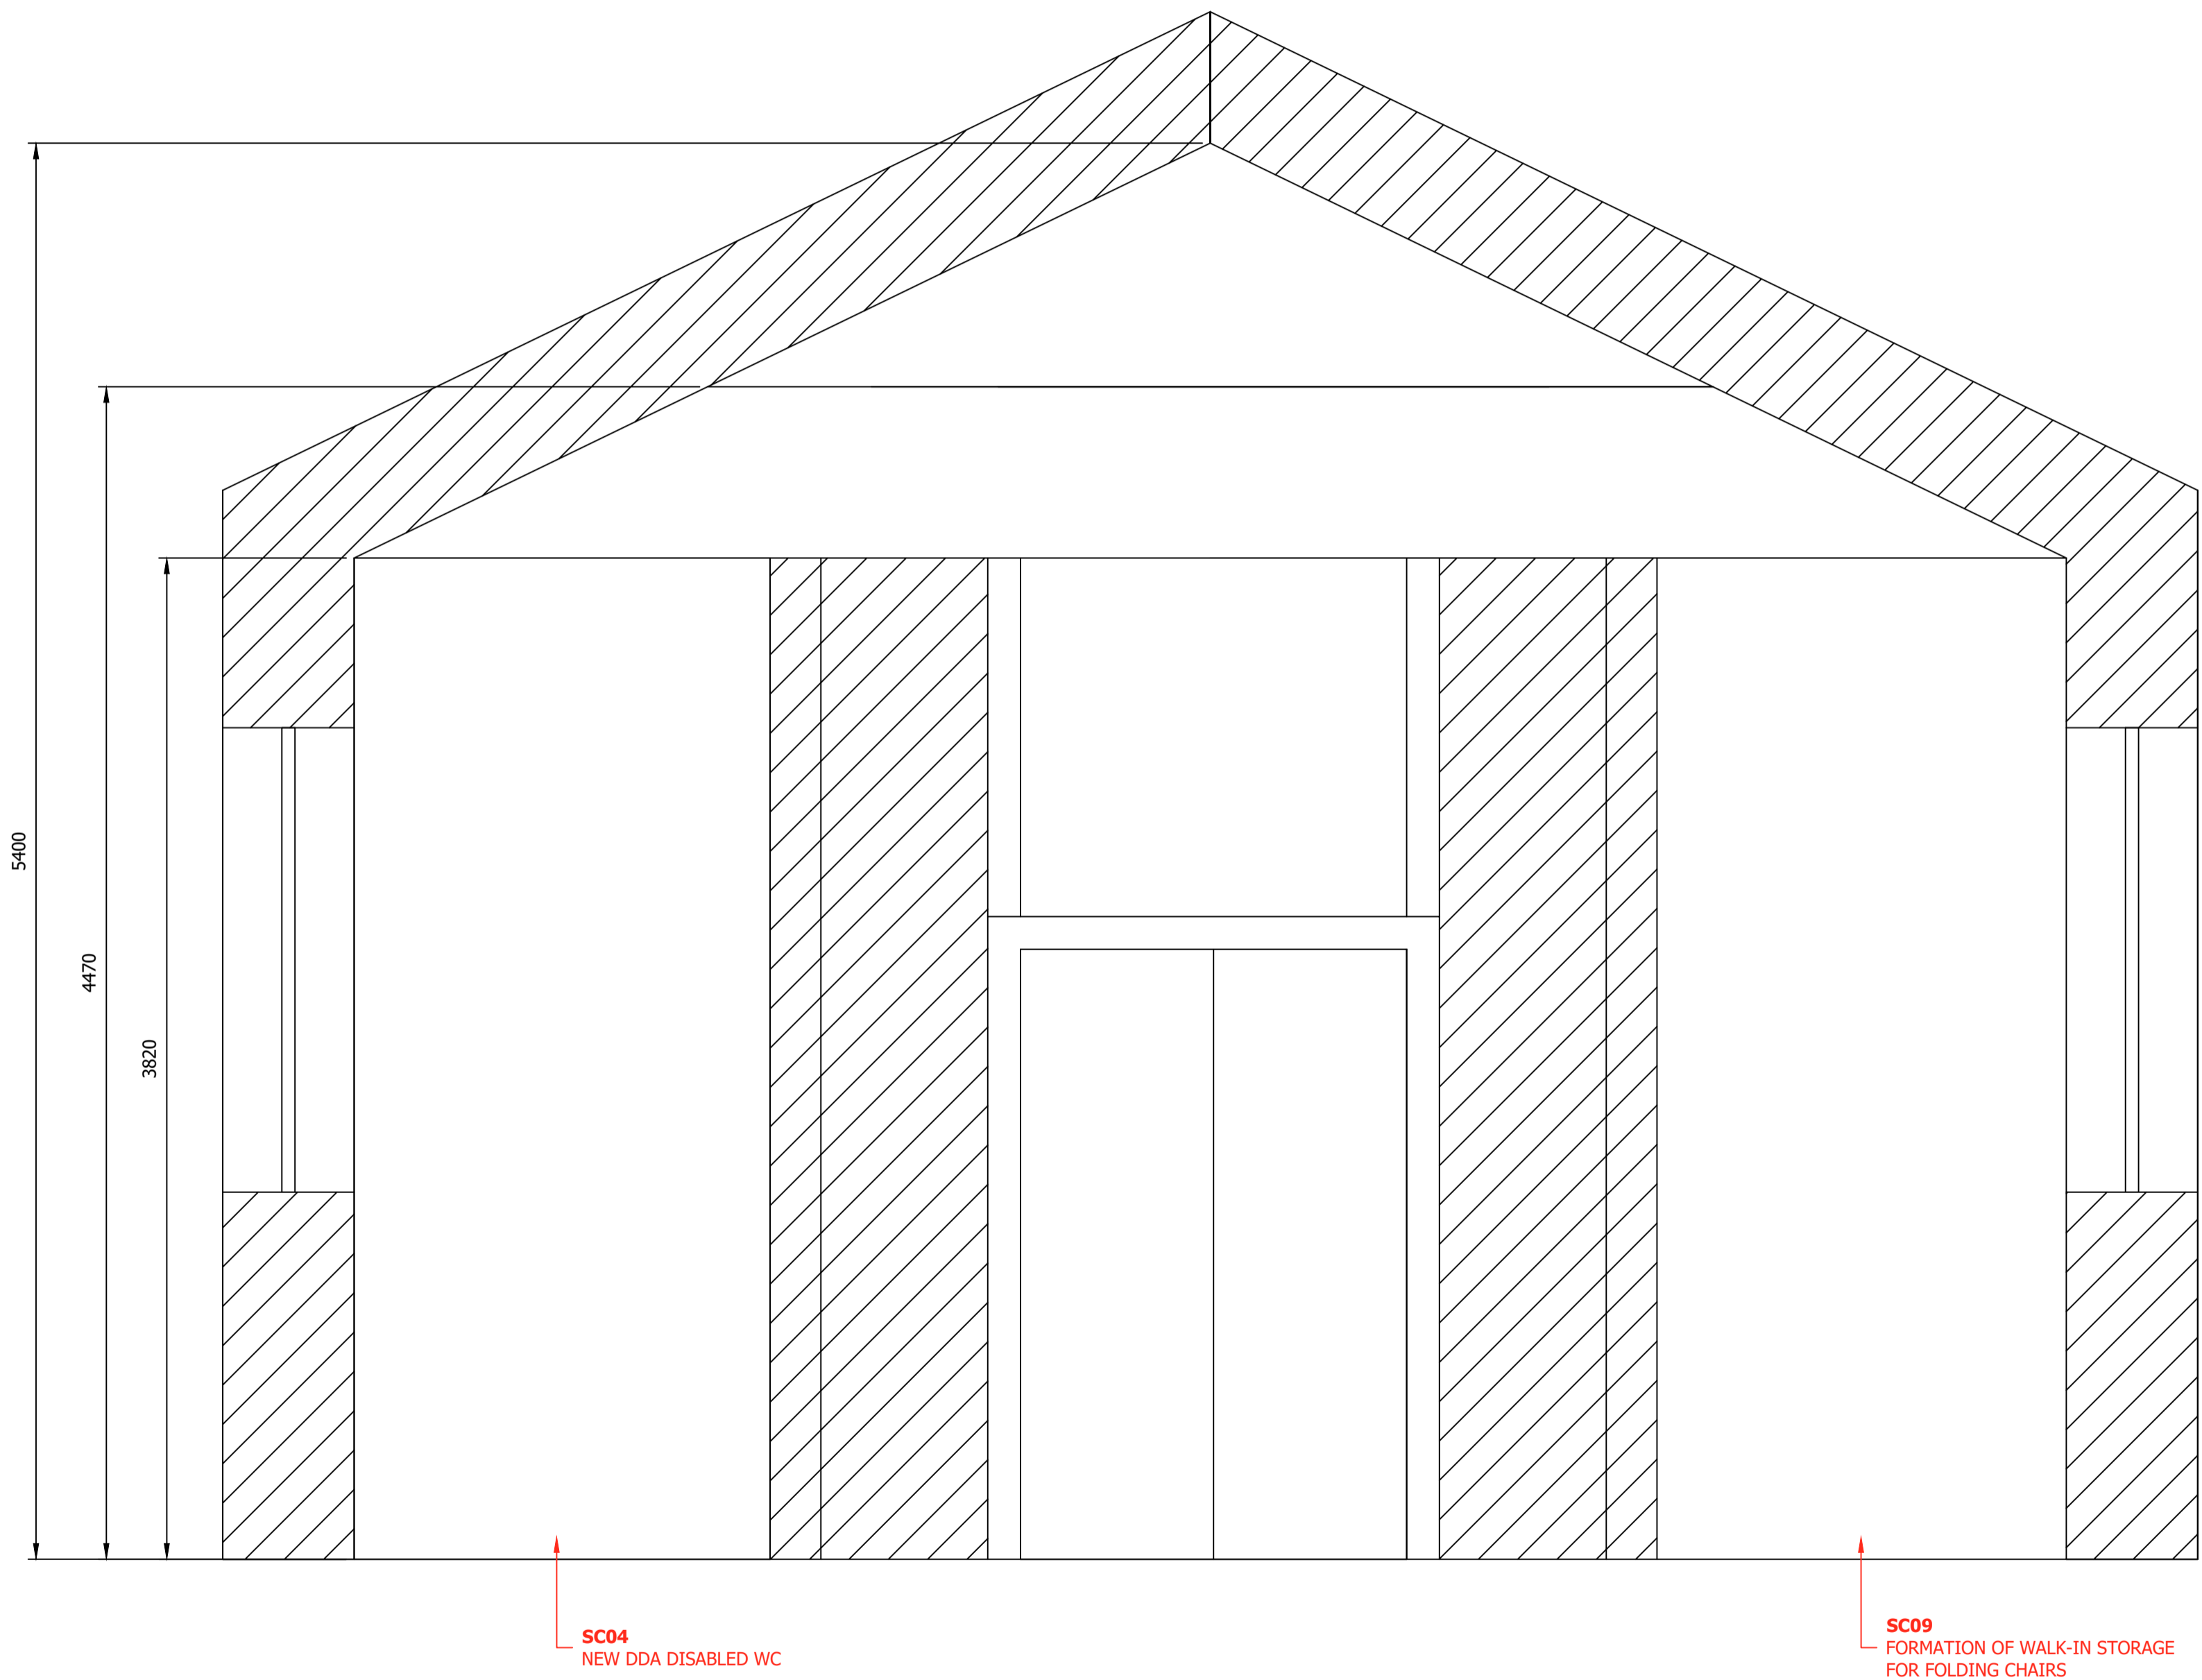 5400
4470
3820
SC04
NEW DDA DISABLED WC
SC09
FORMATION OF WALK-IN STORAGE
FOR FOLDING CHAIRS